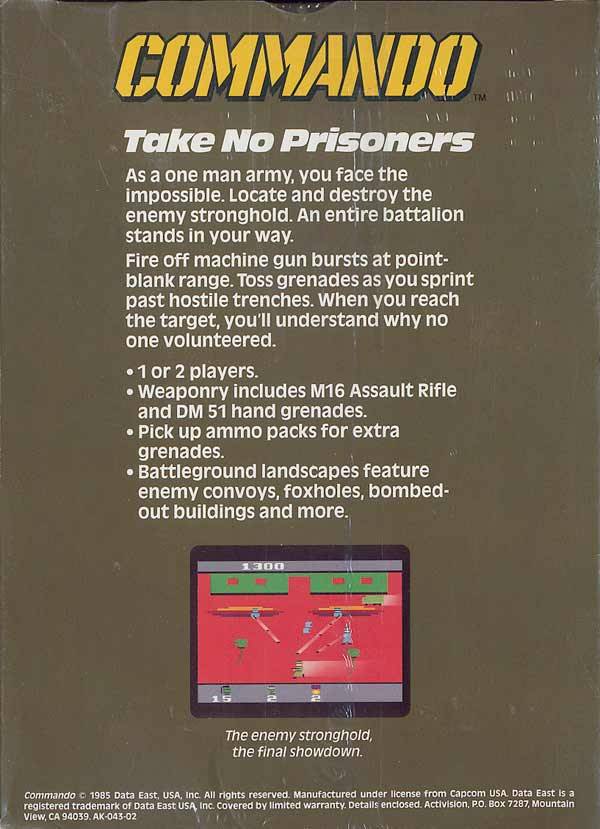 COMMANDO
TM
Take No Prisoners
As a one man army, you face the
impossible. Locate and destroy the
enemy stronghold. An entire battalion
stands in your way.
Fire off machine gun bursts at point-
blank range. Toss grenades as you sprint
past hostile trenches. When you reach
the target, you'll understand why no
one volunteered.
• 1 or 2 players.
• Weaponry includes M16 Assault Rifle
and DM 51 hand grenades.
• Pick up ammo packs for extra
grenades.
• Battleground landscapes feature
enemy convoys, foxholes, bombed-
out buildings and more.
1300
15 2 2
The enemy stronghold,
the final showdown.
Commando © 1985 Data East, USA, Inc. All rights reserved. Manufactured under license from Capcom USA. Data East is a
registered trademark of Data East USA, Inc. Covered by limited warranty. Details enclosed. Activision, P.O. Box 7287, Mountain
View, CA 94039. AK-043-02